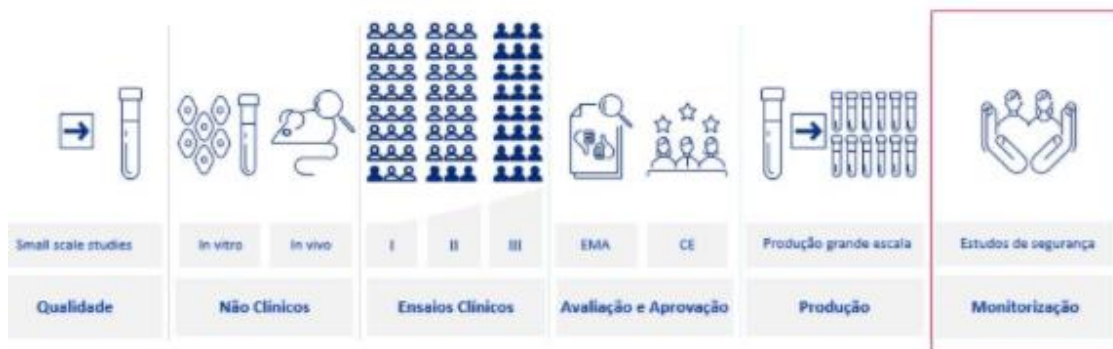 Small scale studies
In vitro
In vivo
I
II
III
EMA
CE
Produção grande escala
Estudos de segurança
Qualidade
Não Clínicos
Ensaios Clínicos
Avaliação e Aprovação
Produção
Monitorização